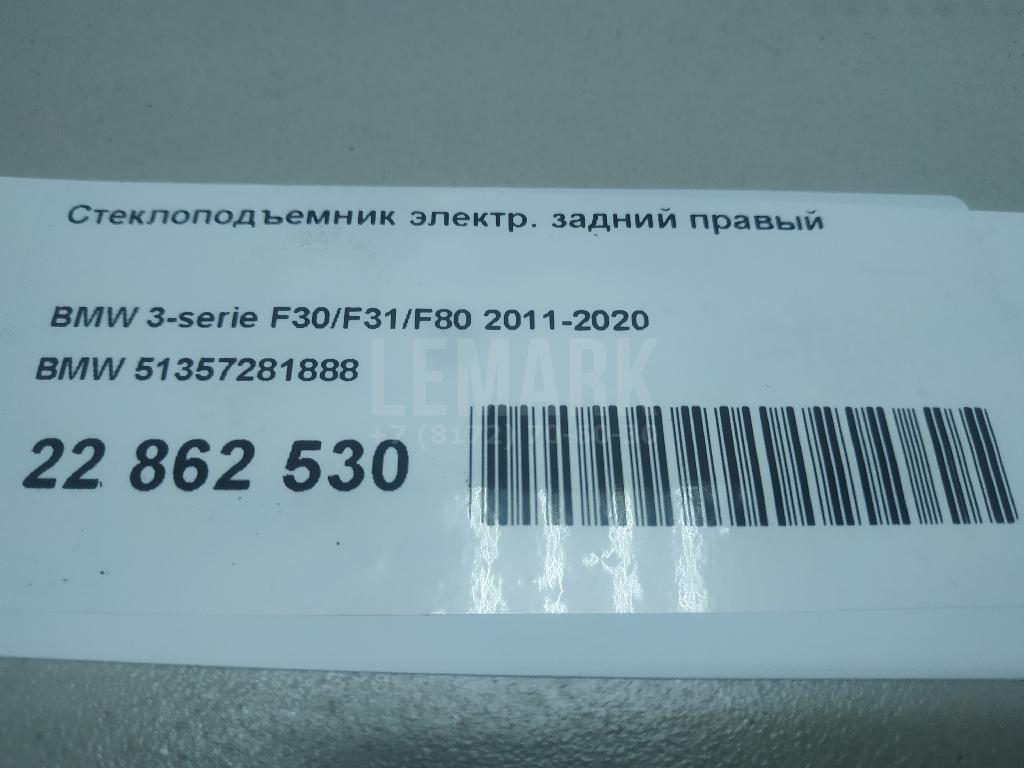 Стеклоподъемник электр. задний правый
BMW 3-serie F30/F31/F80 2011-2020
BMW 51357281888
LEMARK
22 862 530